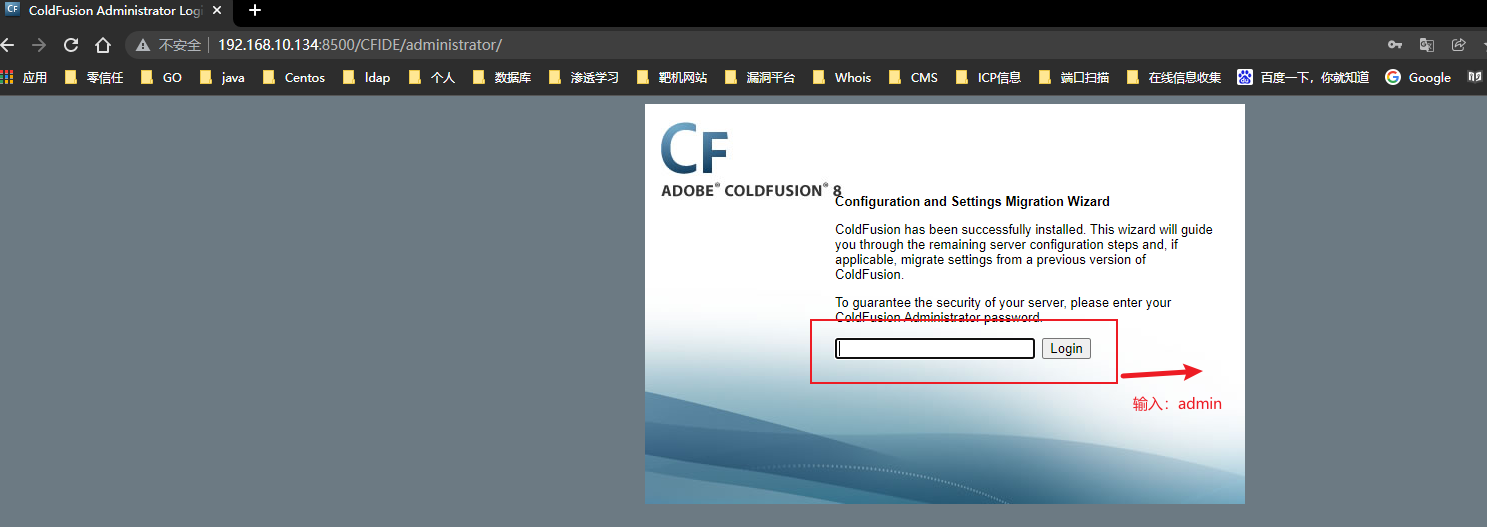 CF ColdFusion Administrator Logi
不安全 192.168.10.134:8500/CFIDE/administrator/
应用 零信任 GO java Centos ldap 个人 数据库 渗透学习 靶机网站 漏洞平台 Whois CMS ICP信息 端口扫描 在线信息收集 百度一下，你就知道 Google
CF
ADOBE® COLDFUSION® 8
Configuration and Settings Migration Wizard
ColdFusion has been successfully installed. This wizard will guide
you through the remaining server configuration steps and, if
applicable, migrate settings from a previous version of
ColdFusion.
To guarantee the security of your server, please enter your
ColdFusion Administrator password.
Login
输入：admin